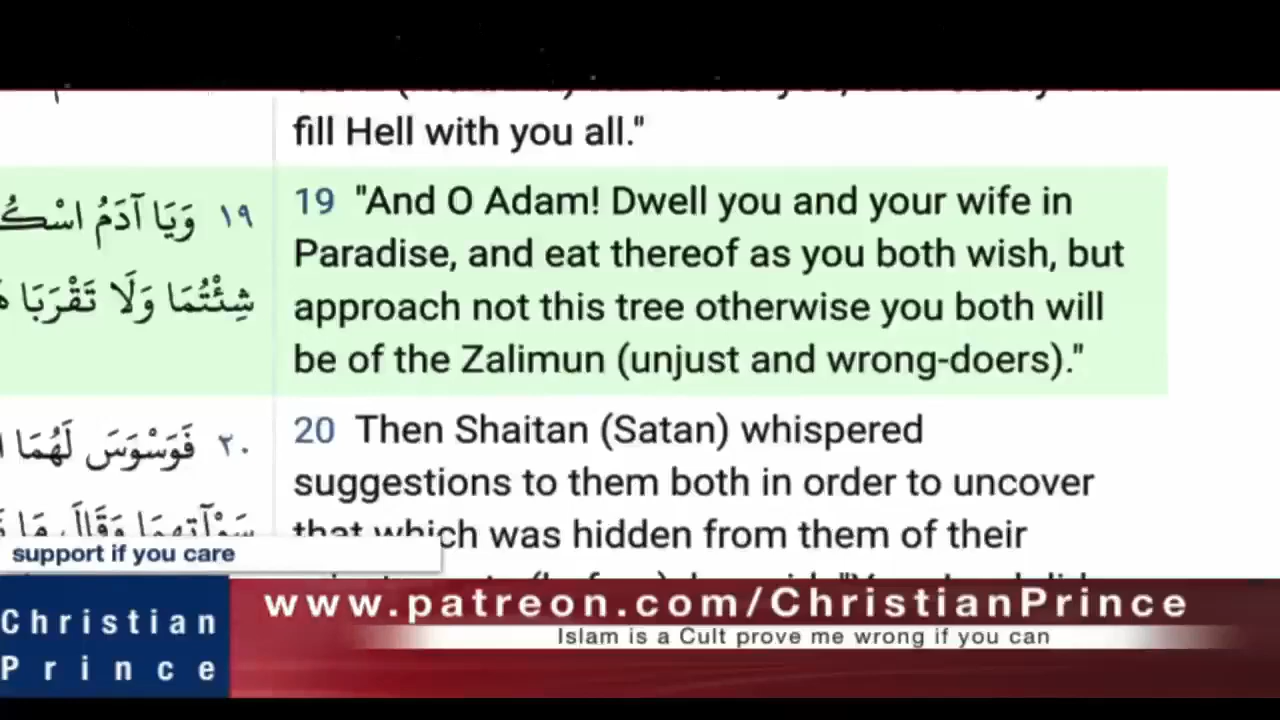 fill Hell with you all."
١٩ وَيَا آدَمُ
19 "And O Adam! Dwell you and your wife in
Paradise, and eat thereof as you both wish, but
شِئْتُمَا وَلَا تَقْرَبَا
approach not this tree otherwise you both will
be of the Zalimun (unjust and wrong-doers)."
٢٠ فَوَسْوَسَ لَهُمَا
20 Then Shaitan (Satan) whispered
suggestions to them both in order to uncover
that which was hidden from them of their
support if you care
Christian
Prince
www.patreon.com/ChristianPrince
Islam is a Cult prove me wrong if you can